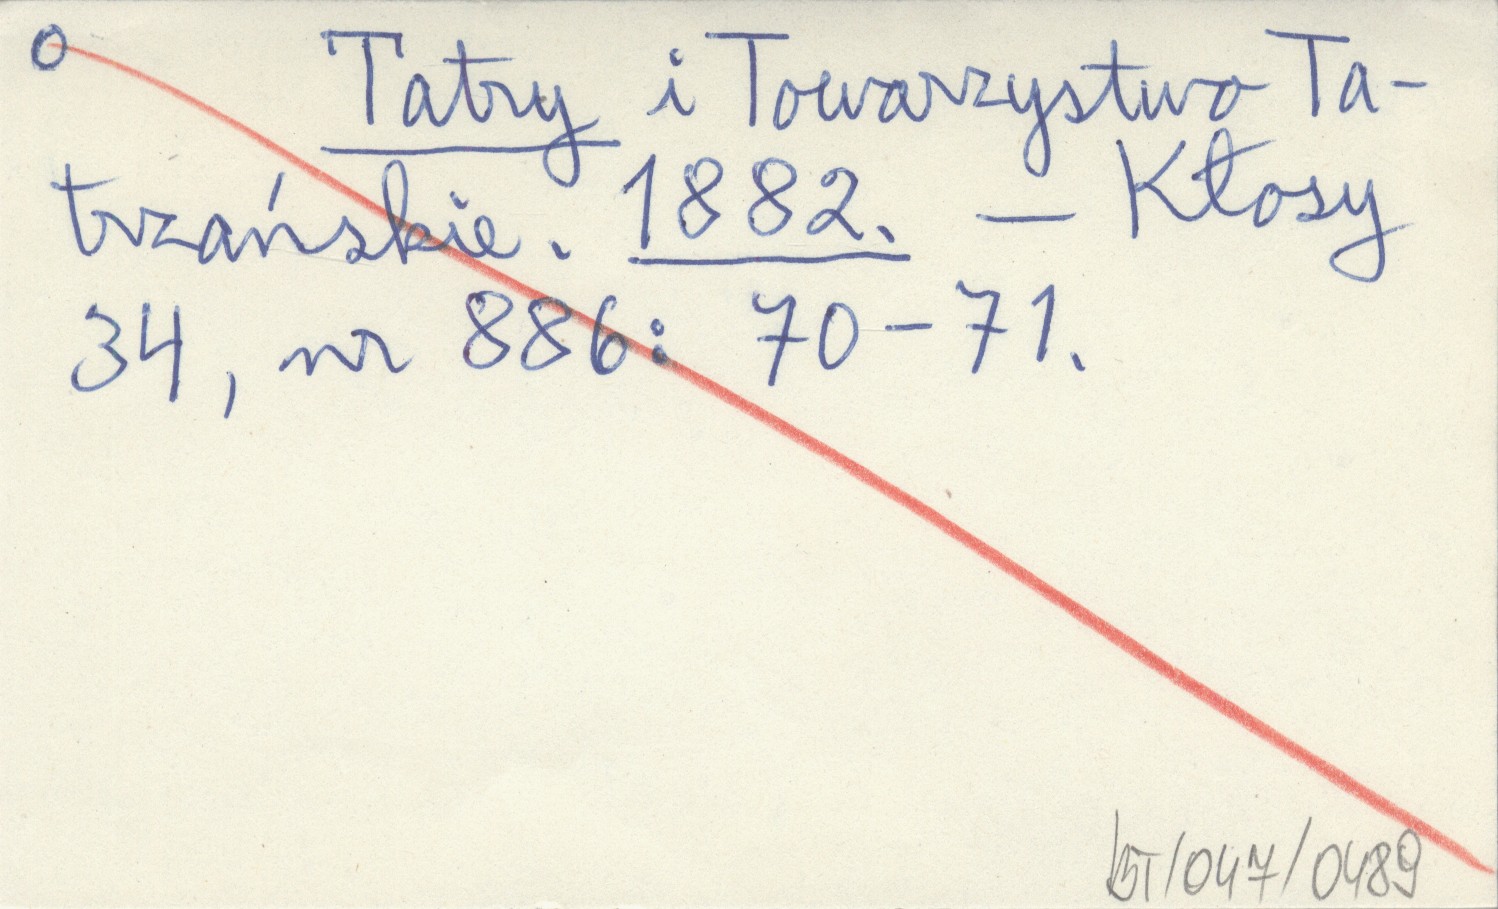 o Tatry i Towarzystwo Ta-
trzańskie. 1882. — Kłosy
34, nr 886: 70-71.
BT/047/0489